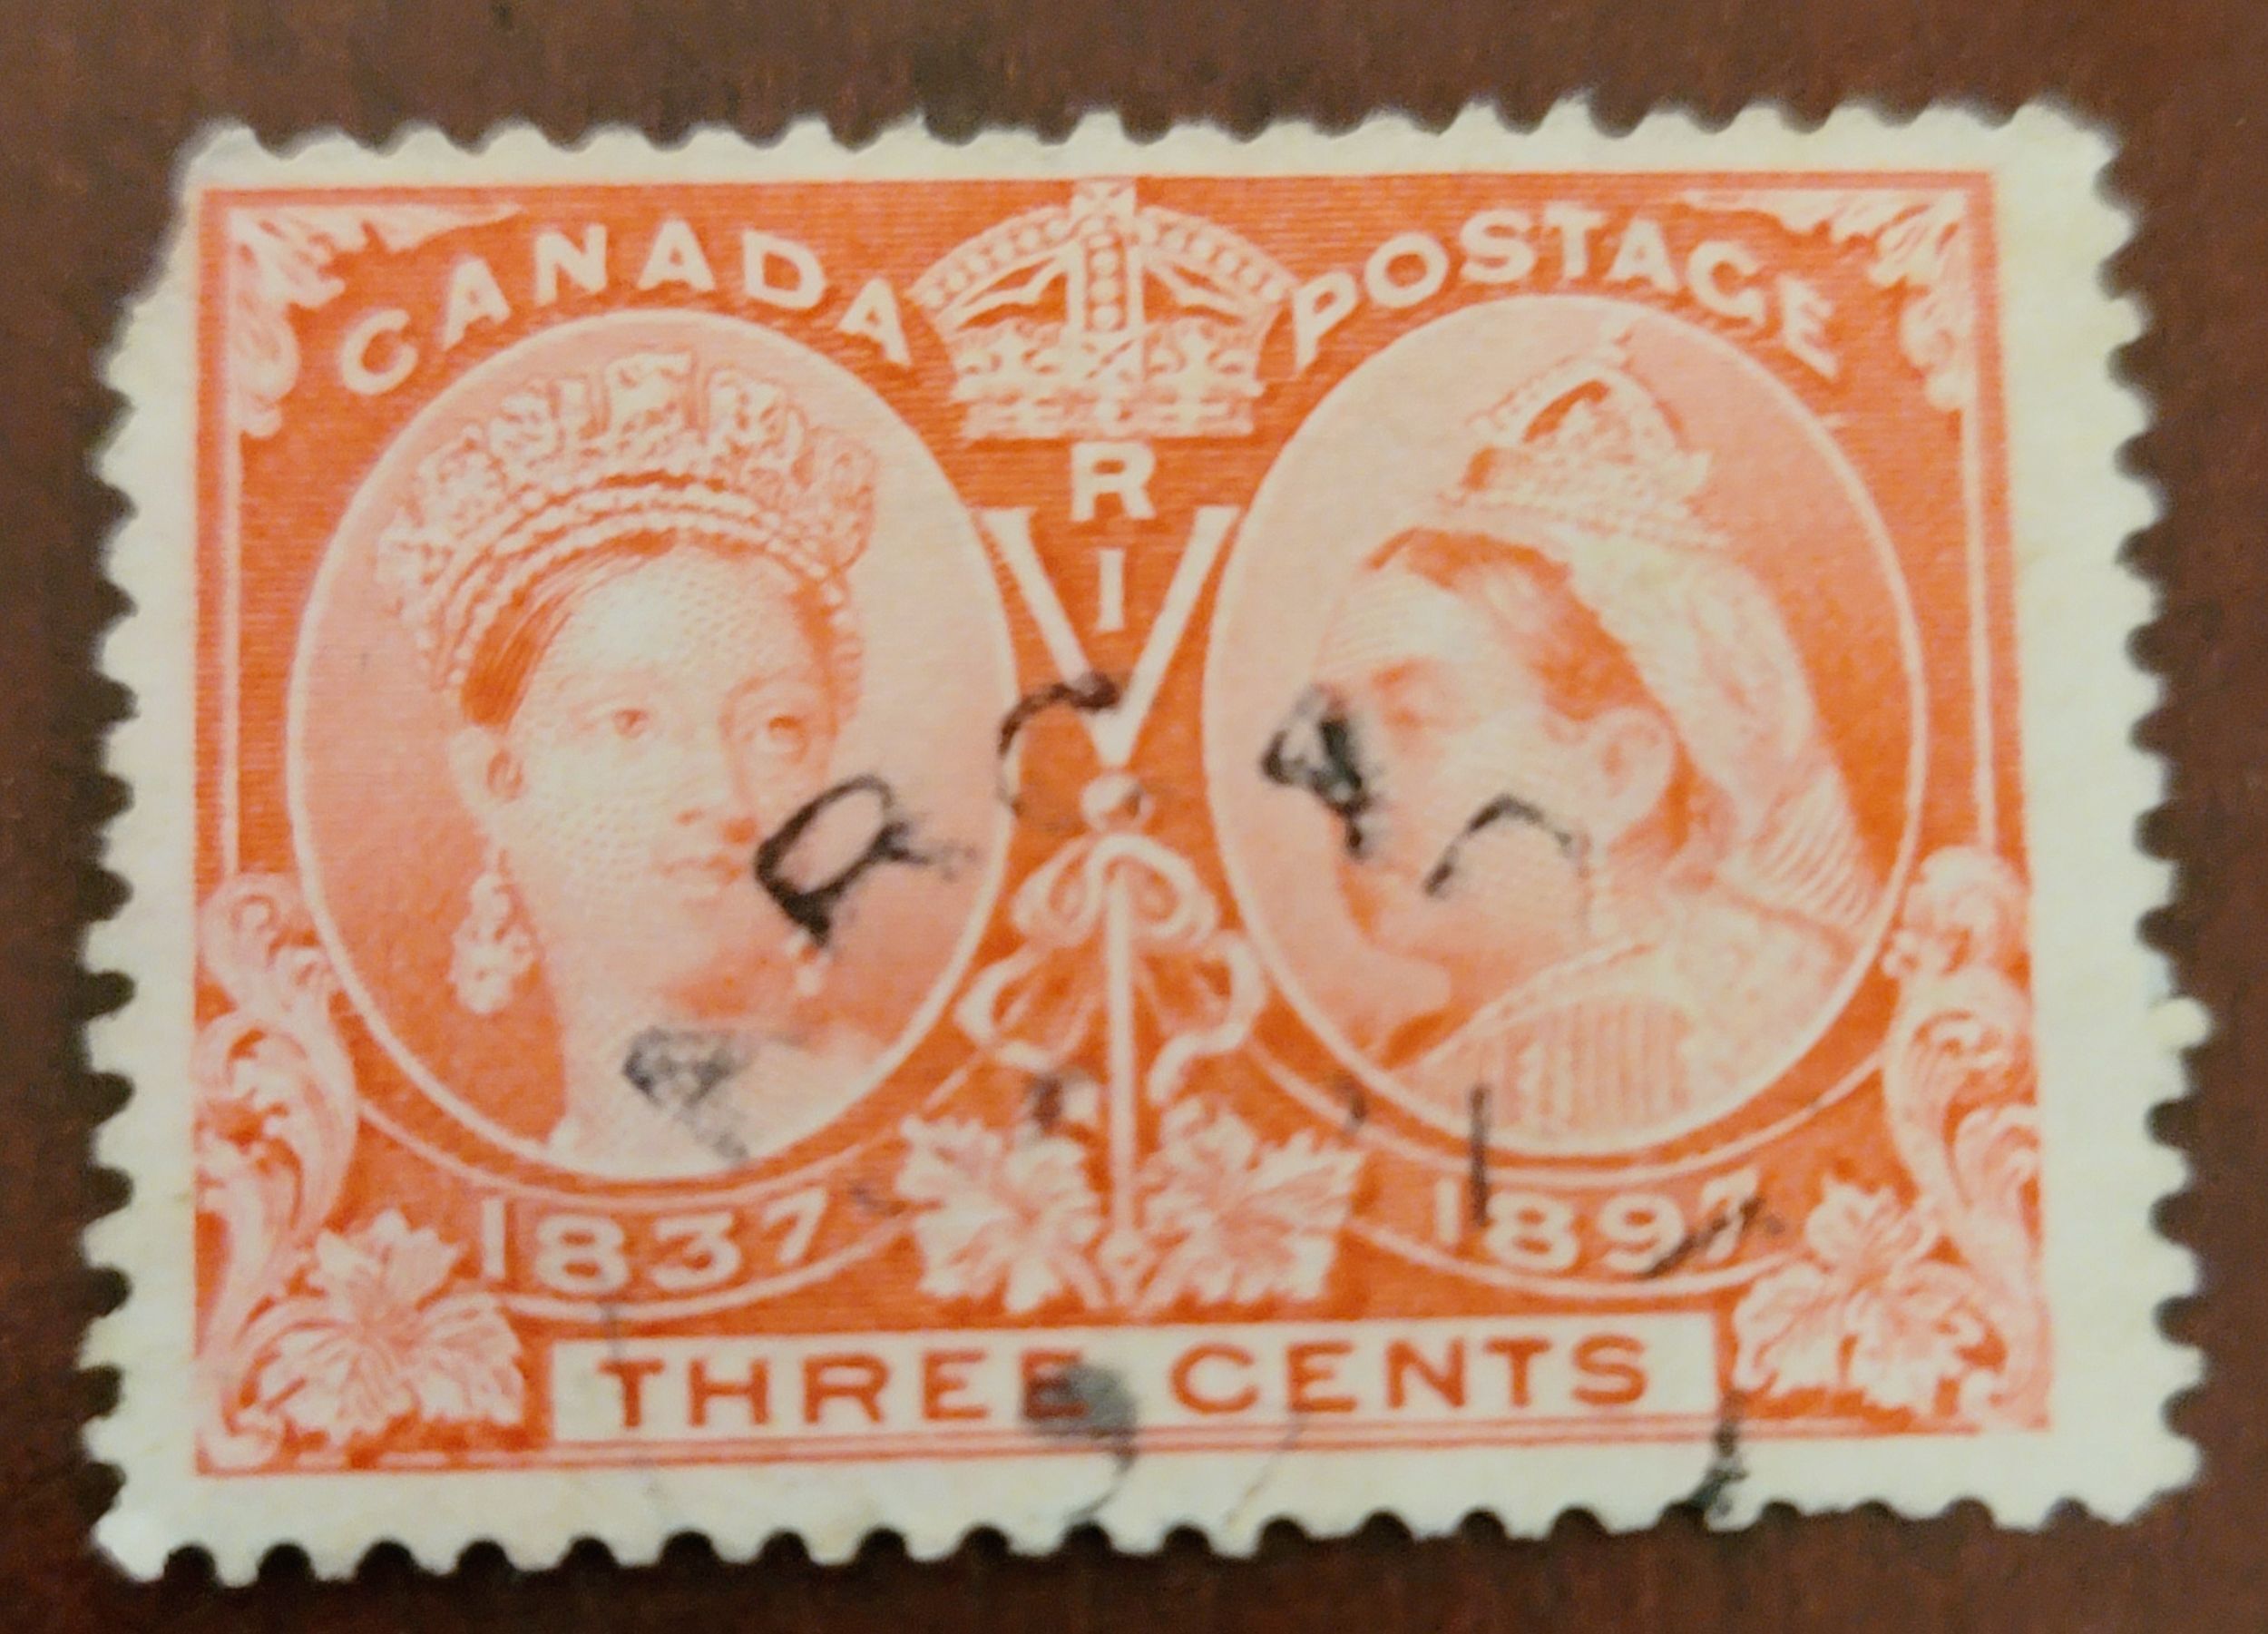 CANADA POSTAGE
R
I
V
1837 1897
THREE CENTS